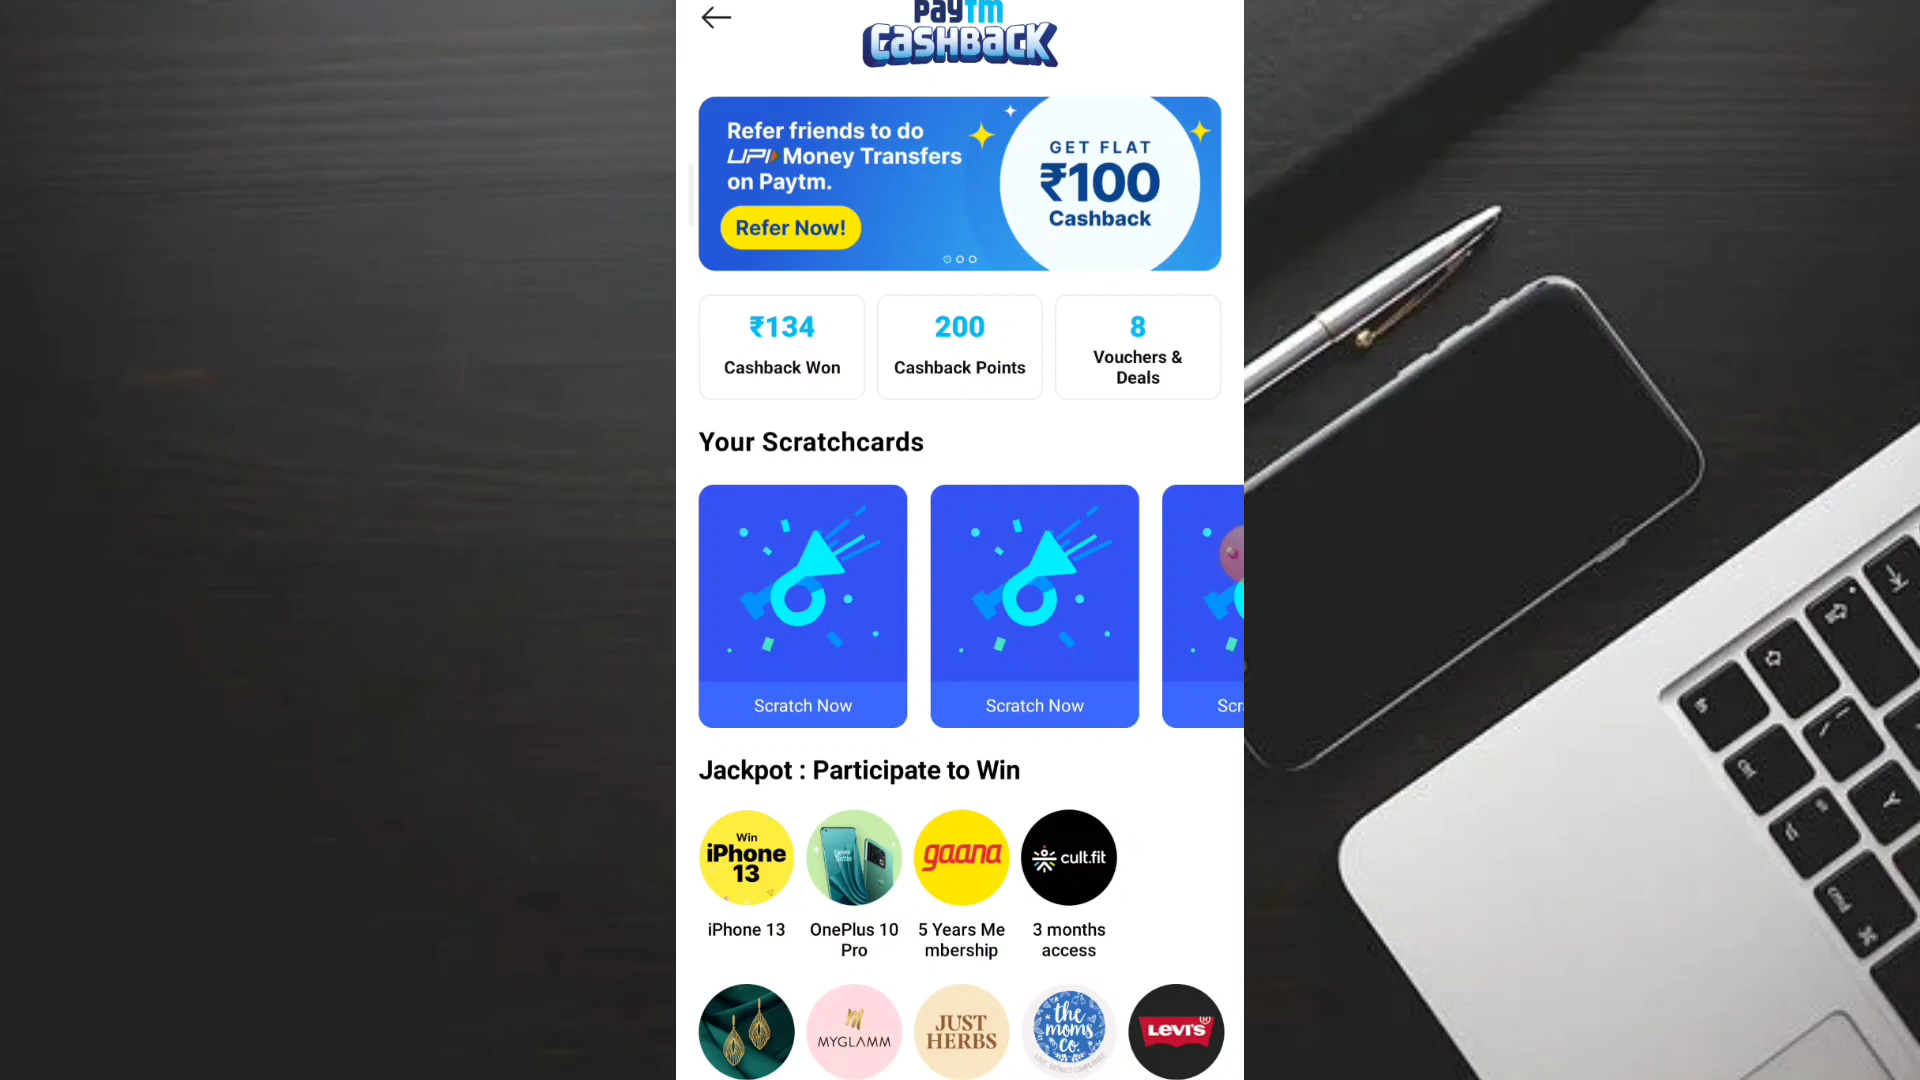 Paytm
CASHBACK
Refer friends to do
UPI Money Transfers
on Paytm.
Refer Now!
GET FLAT
₹100
Cashback
₹134
Cashback Won
200
Cashback Points
8
Vouchers &
Deals
Your Scratchcards
Scratch Now
Scratch Now
Scr
Jackpot : Participate to Win
Win
iPhone
13
gaana
cult.fit
iPhone 13
OnePlus 10
Pro
5 Years Me
mbership
3 months
access
MYGLAMM
JUST
HERBS
the
moms
co.
LEVI'S®